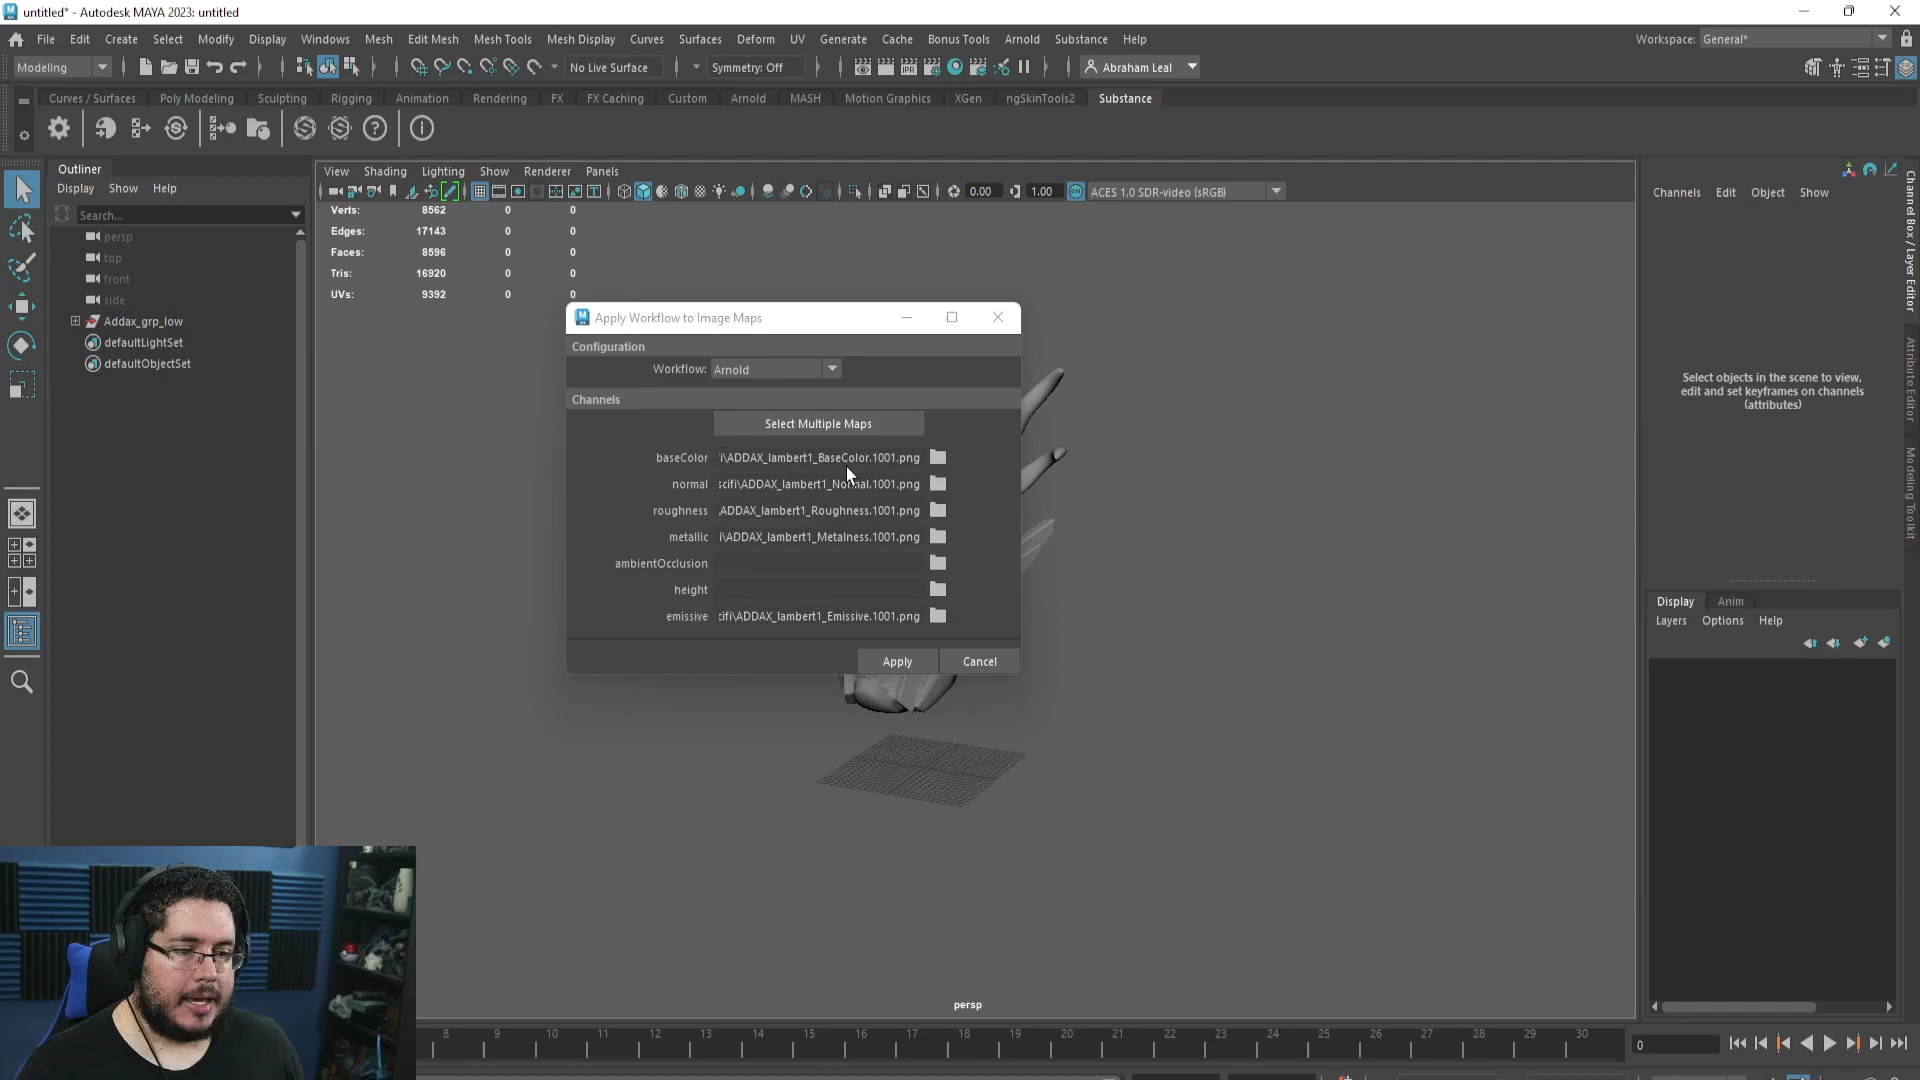 untitled* - Autodesk MAYA 2023: untitled
File Edit Create Select Modify Display Windows Mesh Edit Mesh Mesh Tools Mesh Display Curves Surfaces Deform UV Generate Cache Bonus Tools Arnold Substance Help
Workspace: General*
Modeling
No Live Surface
Symmetry: Off
IPR
Abraham Leal
Curves / Surfaces Poly Modeling Sculpting Rigging Animation Rendering FX FX Caching Custom Arnold MASH Motion Graphics XGen ngSkinTools2 Substance
Outliner
Display Show Help
Search...
persp
top
front
side
Addax_grp_low
defaultLightSet
defaultObjectSet
View Shading Lighting Show Renderer Panels
0.00
1.00
ACES 1.0 SDR-video (sRGB)
Verts: 8562 0 0
Edges: 17143 0 0
Faces: 8596 0 0
Tris: 16920 0 0
UVs: 9392 0 0
Apply Workflow to Image Maps
Configuration
Workflow: Arnold
Channels
Select Multiple Maps
baseColor i\ADDAX_lambert1_BaseColor.1001.png
normal scifi\ADDAX_lambert1_Normal.1001.png
roughness ADDAX_lambert1_Roughness.1001.png
metallic i\ADDAX_lambert1_Metalness.1001.png
ambientOcclusion
height
emissive cifi\ADDAX_lambert1_Emissive.1001.png
Apply Cancel
persp
Channels Edit Object Show
Select objects in the scene to view,
edit and set keyframes on channels
(attributes)
Channel Box / Layer Editor
Attribute Editor
Modeling Toolkit
Display Anim
Layers Options Help
8 9 10 11 12 13 14 15 16 17 18 19 20 21 22 23 24 25 26 27 28 29 30
0